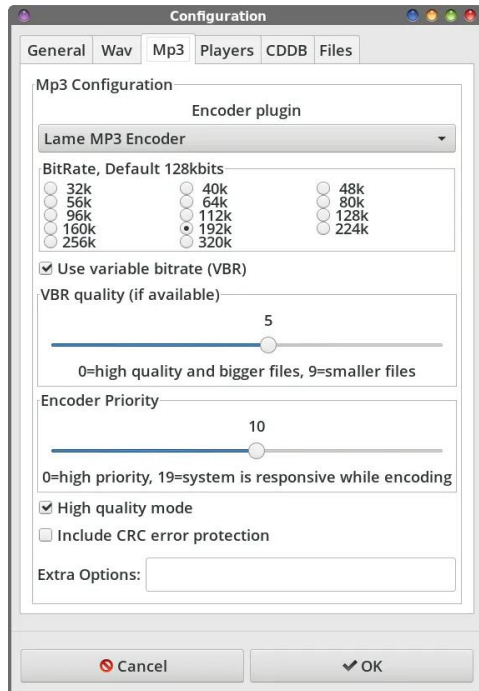 Configuration
General Wav Mp3 Players CDDB Files
Mp3 Configuration
Encoder plugin
Lame MP3 Encoder
BitRate, Default 128kbits
32k 40k 48k
56k 64k 80k
96k 112k 128k
160k 192k 224k
256k 320k
Use variable bitrate (VBR)
VBR quality (if available)
5
0=high quality and bigger files, 9=smaller files
Encoder Priority
10
0=high priority, 19=system is responsive while encoding
High quality mode
Include CRC error protection
Extra Options:
Cancel OK